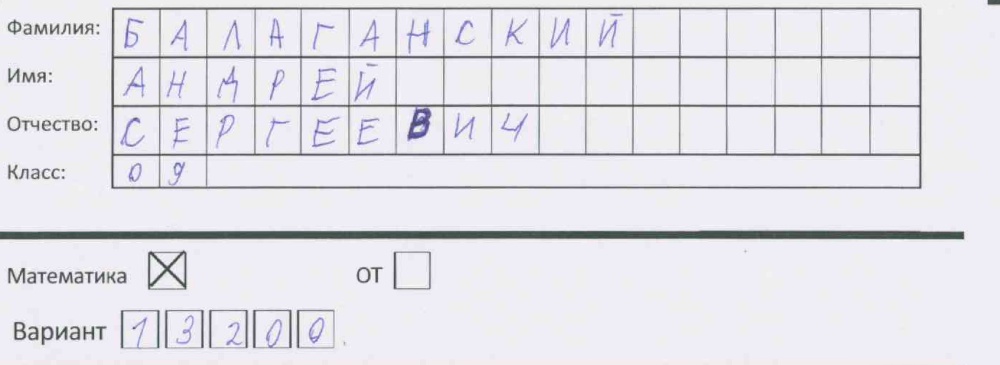 Фамилия: БАЛАГАНСКИЙ
Имя: АНДРЕЙ
Отчество: СЕРГЕЕВИЧ
Класс: 09
Математика ☒ ОТ ☐
Вариант 13200